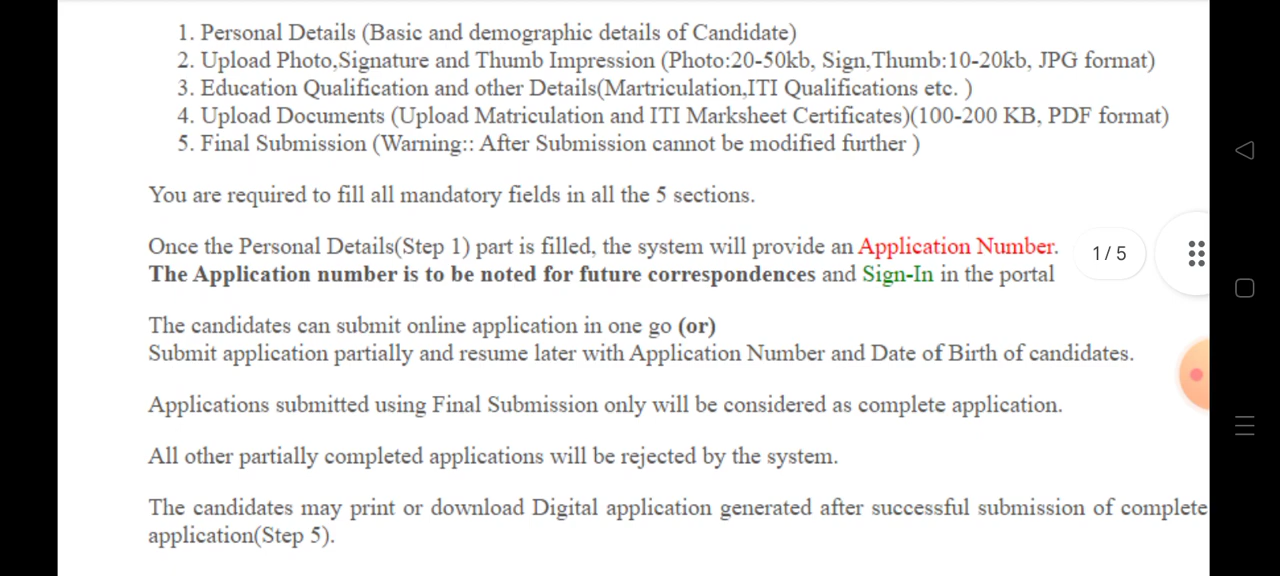 1. Personal Details (Basic and demographic details of Candidate)
2. Upload Photo,Signature and Thumb Impression (Photo:20-50kb, Sign,Thumb:10-20kb, JPG format)
3. Education Qualification and other Details(Martriculation,ITI Qualifications etc. )
4. Upload Documents (Upload Matriculation and ITI Marksheet Certificates)(100-200 KB, PDF format)
5. Final Submission (Warning:: After Submission cannot be modified further )
You are required to fill all mandatory fields in all the 5 sections.
Once the Personal Details(Step 1) part is filled, the system will provide an Application Number.
The Application number is to be noted for future correspondences and Sign-In in the portal
1 / 5
The candidates can submit online application in one go (or)
Submit application partially and resume later with Application Number and Date of Birth of candidates.
Applications submitted using Final Submission only will be considered as complete application.
All other partially completed applications will be rejected by the system.
The candidates may print or download Digital application generated after successful submission of complete
application(Step 5).